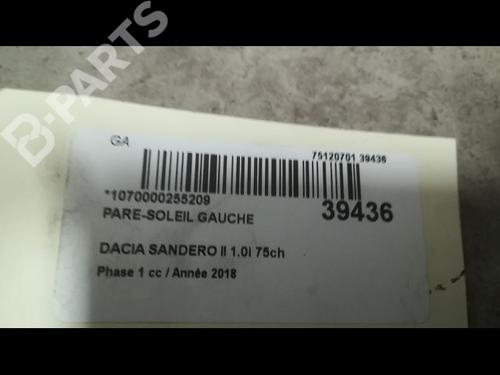 B-PARTS
GA
75120701 39436
*1070000255209
39436
PARE-SOLEIL GAUCHE
DACIA SANDERO II 1.0I 75ch
Phase 1 cc / Année 2018